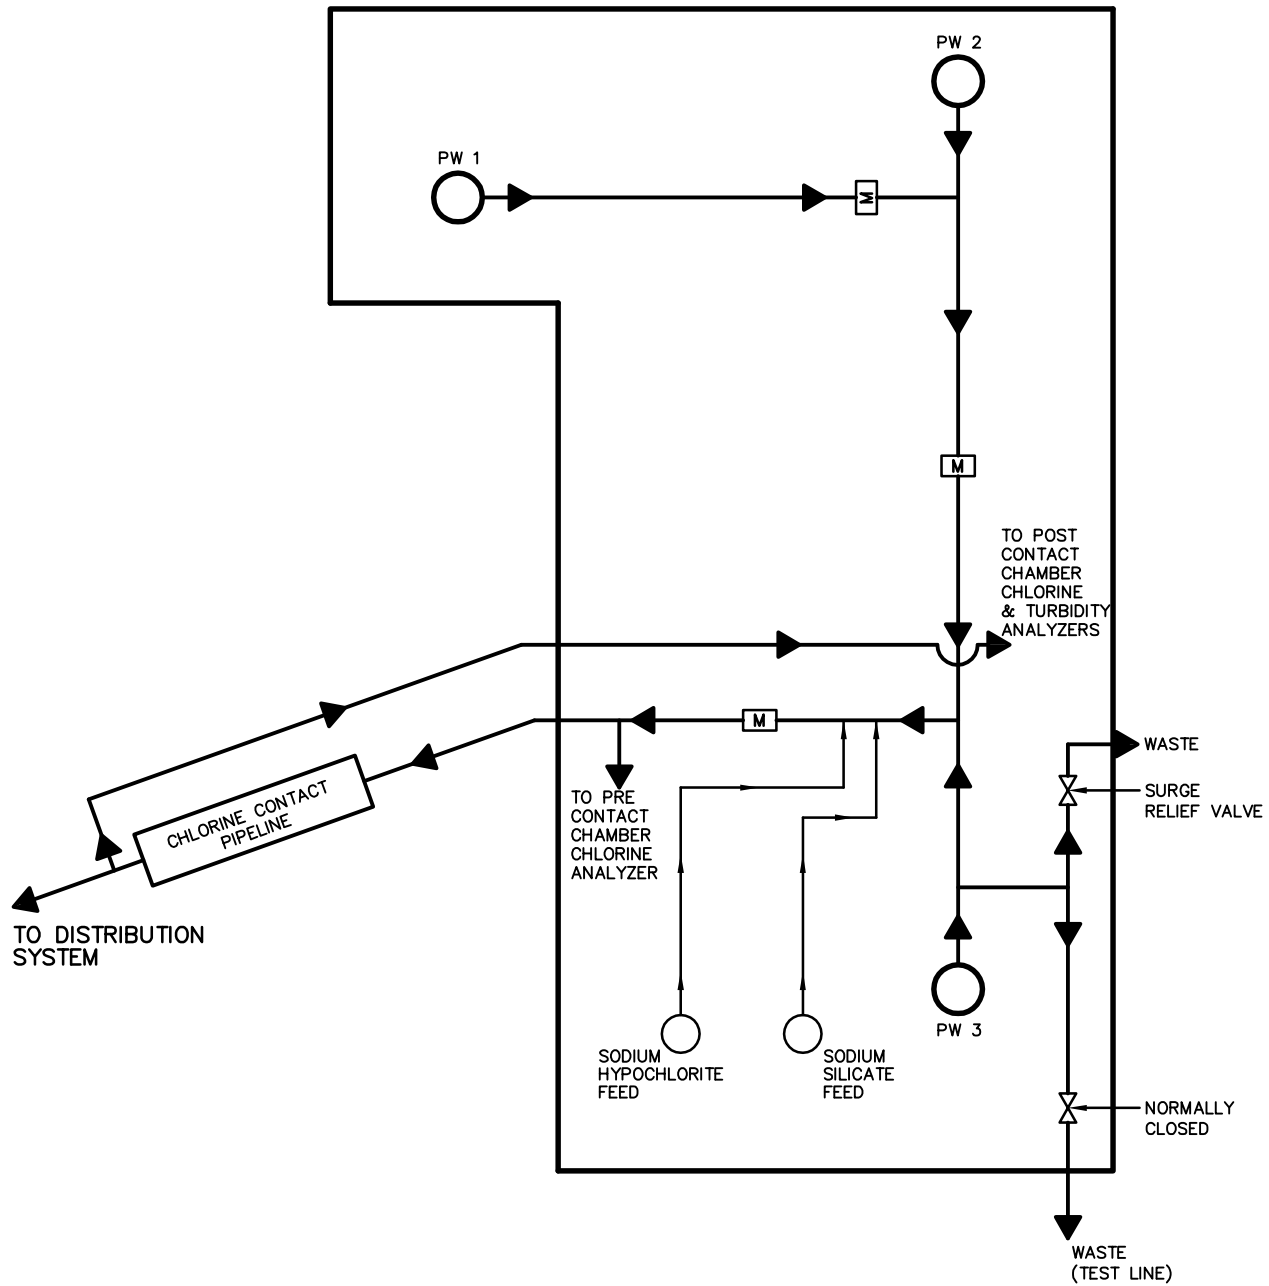 PW 2
PW 1
M
M
TO POST
CONTACT
CHAMBER
CHLORINE
& TURBIDITY
ANALYZERS
M
WASTE
SURGE
RELIEF VALVE
CHLORINE CONTACT
PIPELINE
TO PRE
CONTACT
CHAMBER
CHLORINE
ANALYZER
TO DISTRIBUTION
SYSTEM
PW 3
SODIUM
HYPOCHLORITE
FEED
SODIUM
SILICATE
FEED
NORMALLY
CLOSED
WASTE
(TEST LINE)